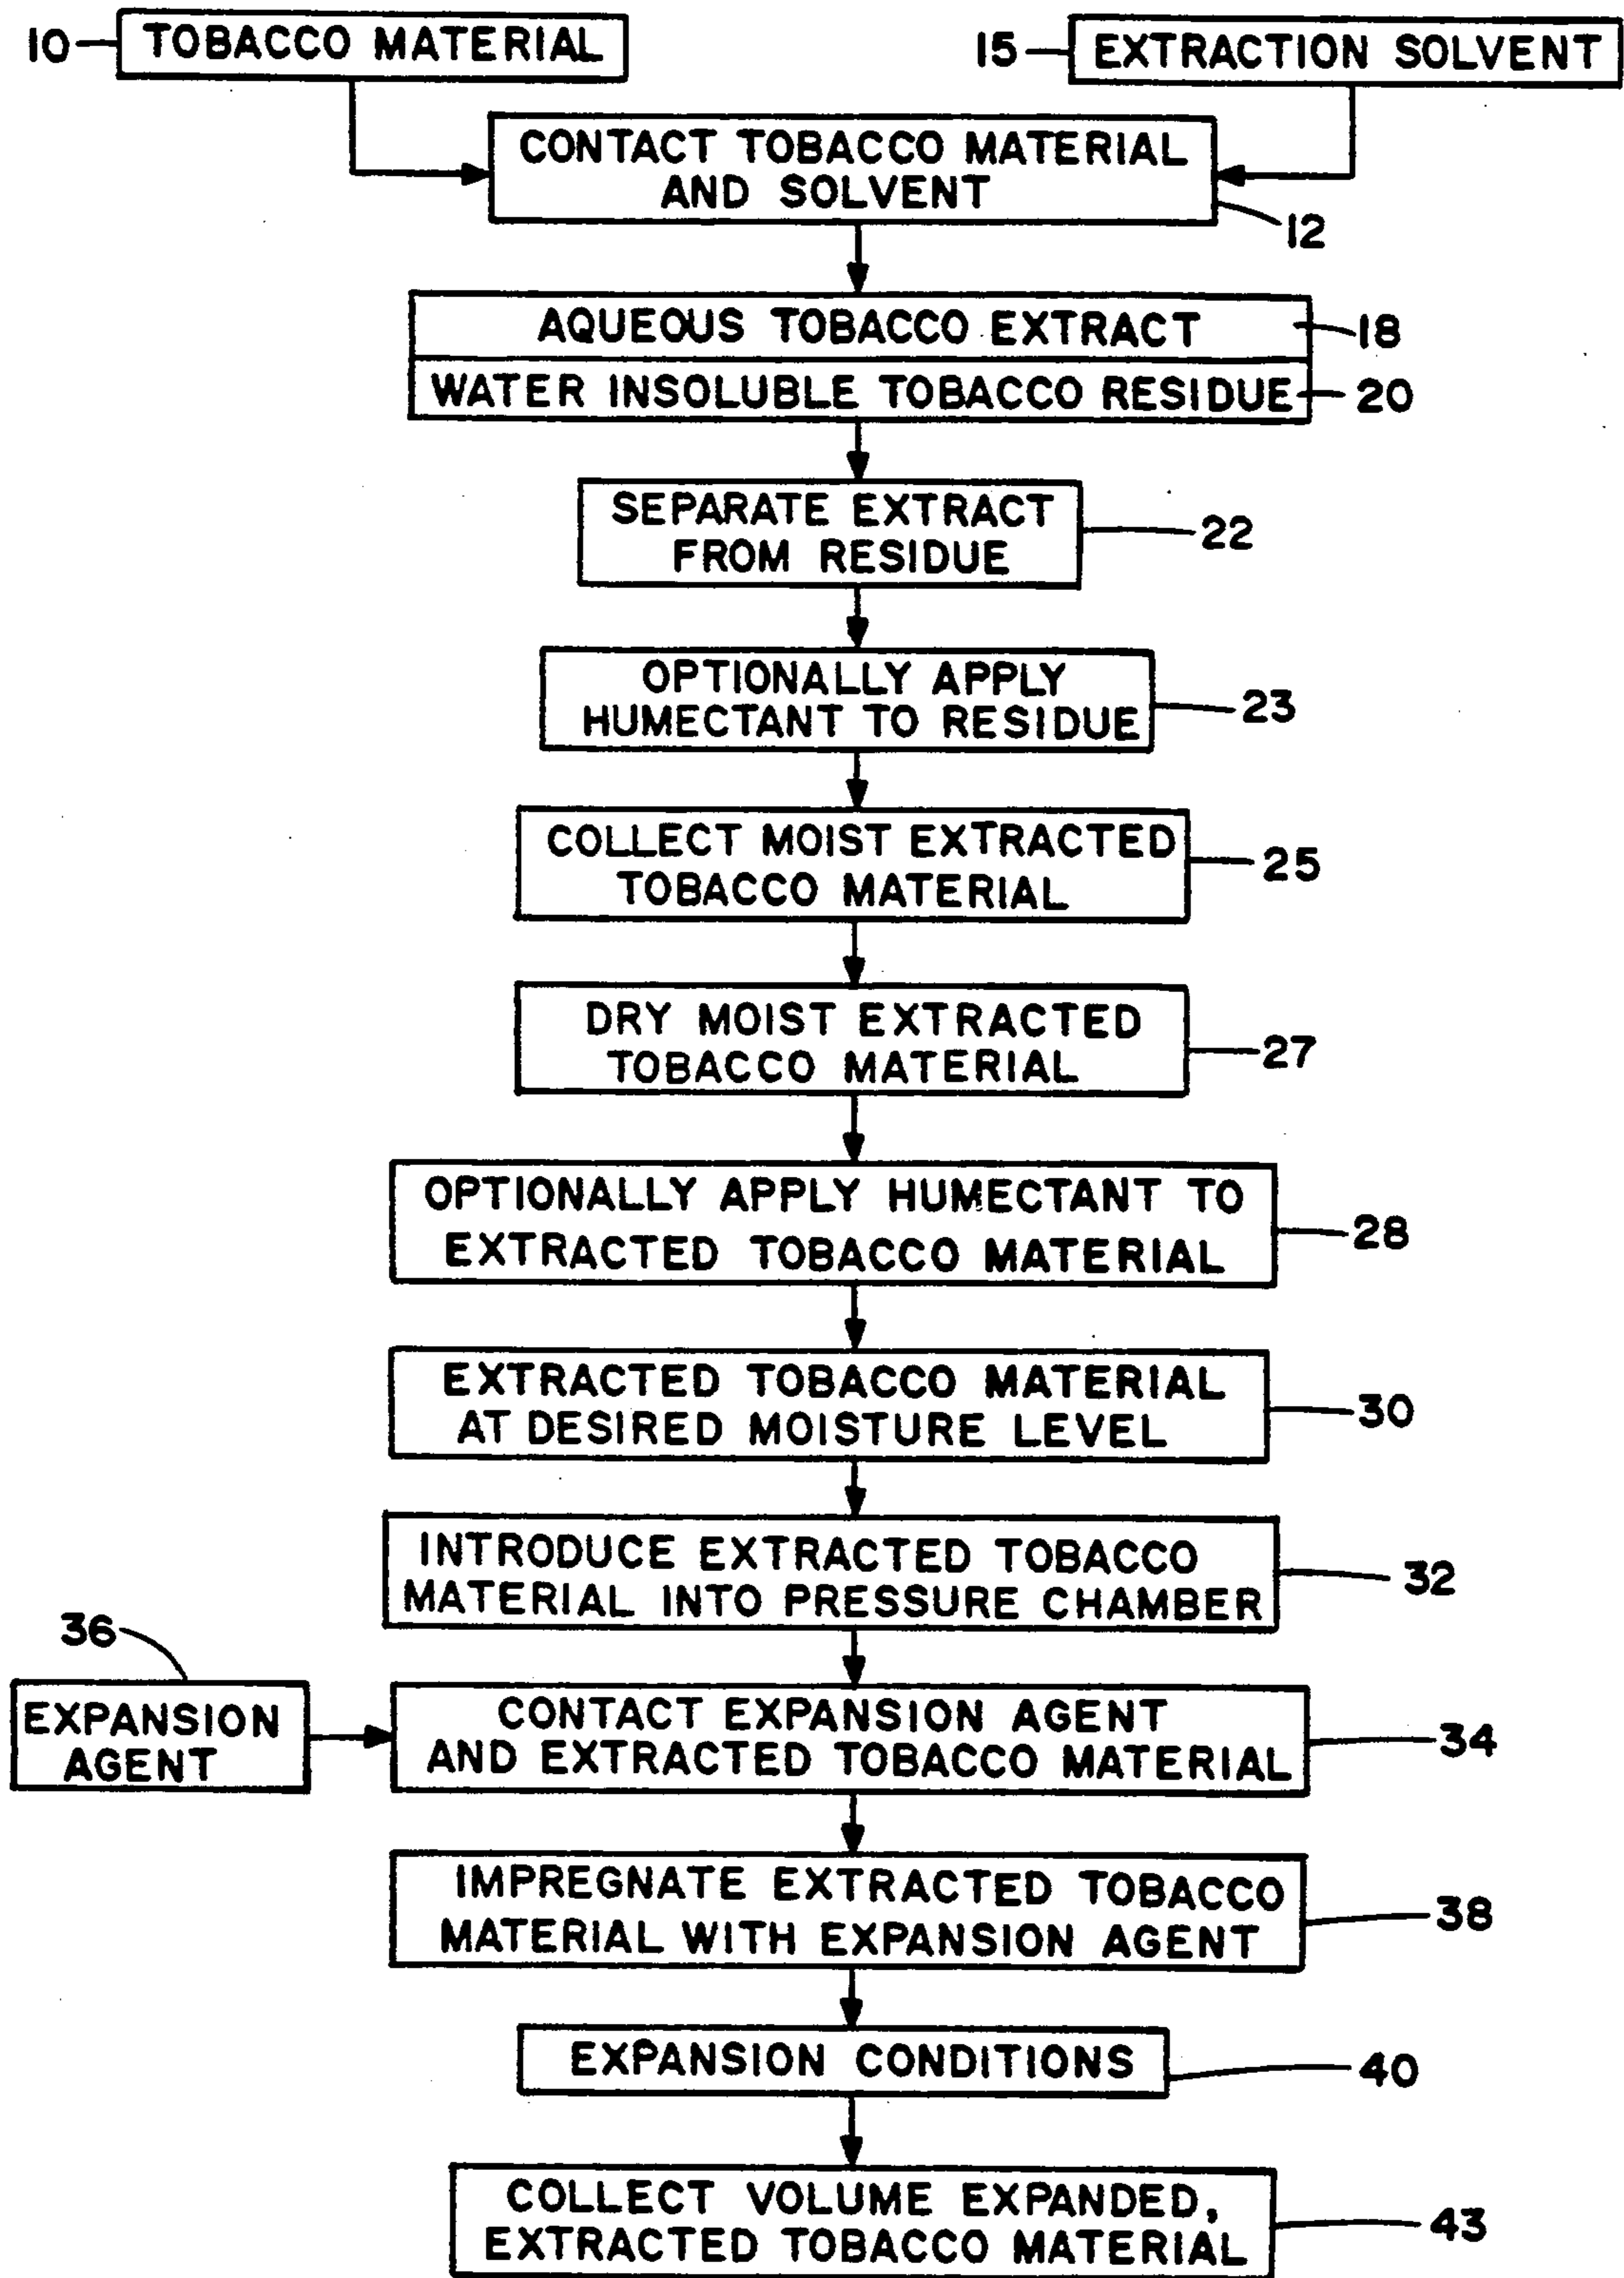 10
TOBACCO MATERIAL
15
EXTRACTION SOLVENT
CONTACT TOBACCO MATERIAL
AND SOLVENT
12
AQUEOUS TOBACCO EXTRACT
18
WATER INSOLUBLE TOBACCO RESIDUE
20
SEPARATE EXTRACT
FROM RESIDUE
22
OPTIONALLY APPLY
HUMECTANT TO RESIDUE
23
COLLECT MOIST EXTRACTED
TOBACCO MATERIAL
25
DRY MOIST EXTRACTED
TOBACCO MATERIAL
27
OPTIONALLY APPLY HUMECTANT TO
EXTRACTED TOBACCO MATERIAL
28
EXTRACTED TOBACCO MATERIAL
AT DESIRED MOISTURE LEVEL
30
INTRODUCE EXTRACTED TOBACCO
MATERIAL INTO PRESSURE CHAMBER
32
36
EXPANSION
AGENT
CONTACT EXPANSION AGENT
AND EXTRACTED TOBACCO MATERIAL
34
IMPREGNATE EXTRACTED TOBACCO
MATERIAL WITH EXPANSION AGENT
38
EXPANSION CONDITIONS
40
COLLECT VOLUME EXPANDED,
EXTRACTED TOBACCO MATERIAL
43